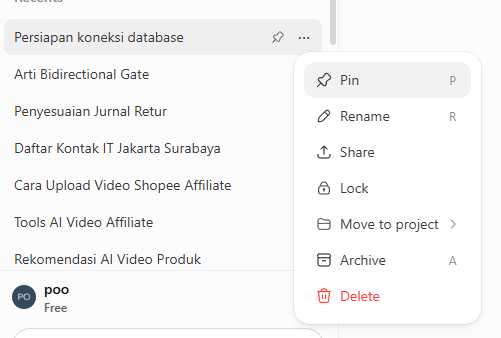 Recents
Persiapan koneksi database
Arti Bidirectional Gate
Penyesuaian Jurnal Retur
Daftar Kontak IT Jakarta Surabaya
Cara Upload Video Shopee Affiliate
Tools AI Video Affiliate
Rekomendasi AI Video Produk
PO
poo
Free
Pin P
Rename R
Share
Lock
Move to project
Archive A
Delete